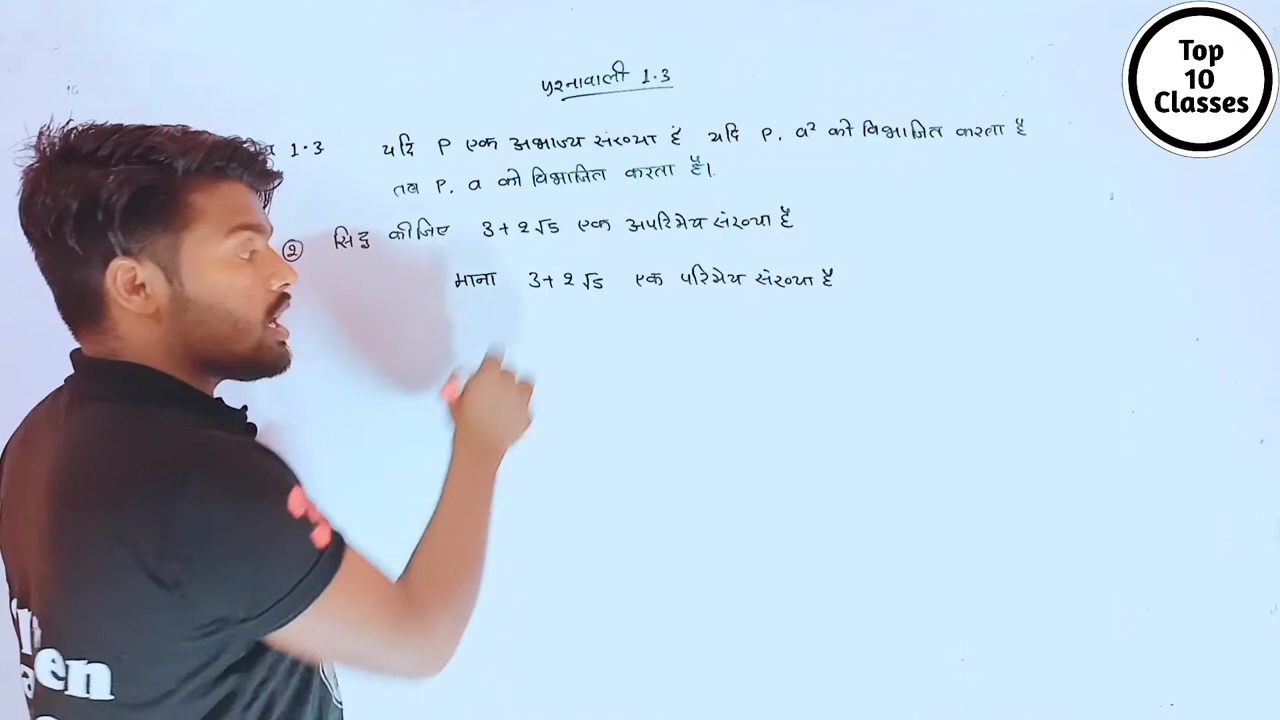 Top
10
Classes
प्रश्नावली 1.3
1.3 यदि P एक अभाज्य संख्या है यदि P, a² को विभाजित करता है
तब P, a को विभाजित करता है।
② सिद्ध कीजिए 3+2√5 एक अपरिमेय संख्या है
माना 3+2√5 एक परिमेय संख्या है
en